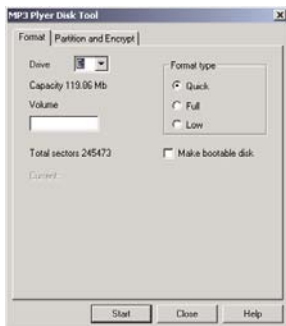 MP3 Plyer Disk Tool
Format Partition and Encrypt
Drive
Format type
Capacity 119.06 Mb
Quick
Volume
Full
Low
Total sectors 245473
Make bootable disk
Current
Start Close Help